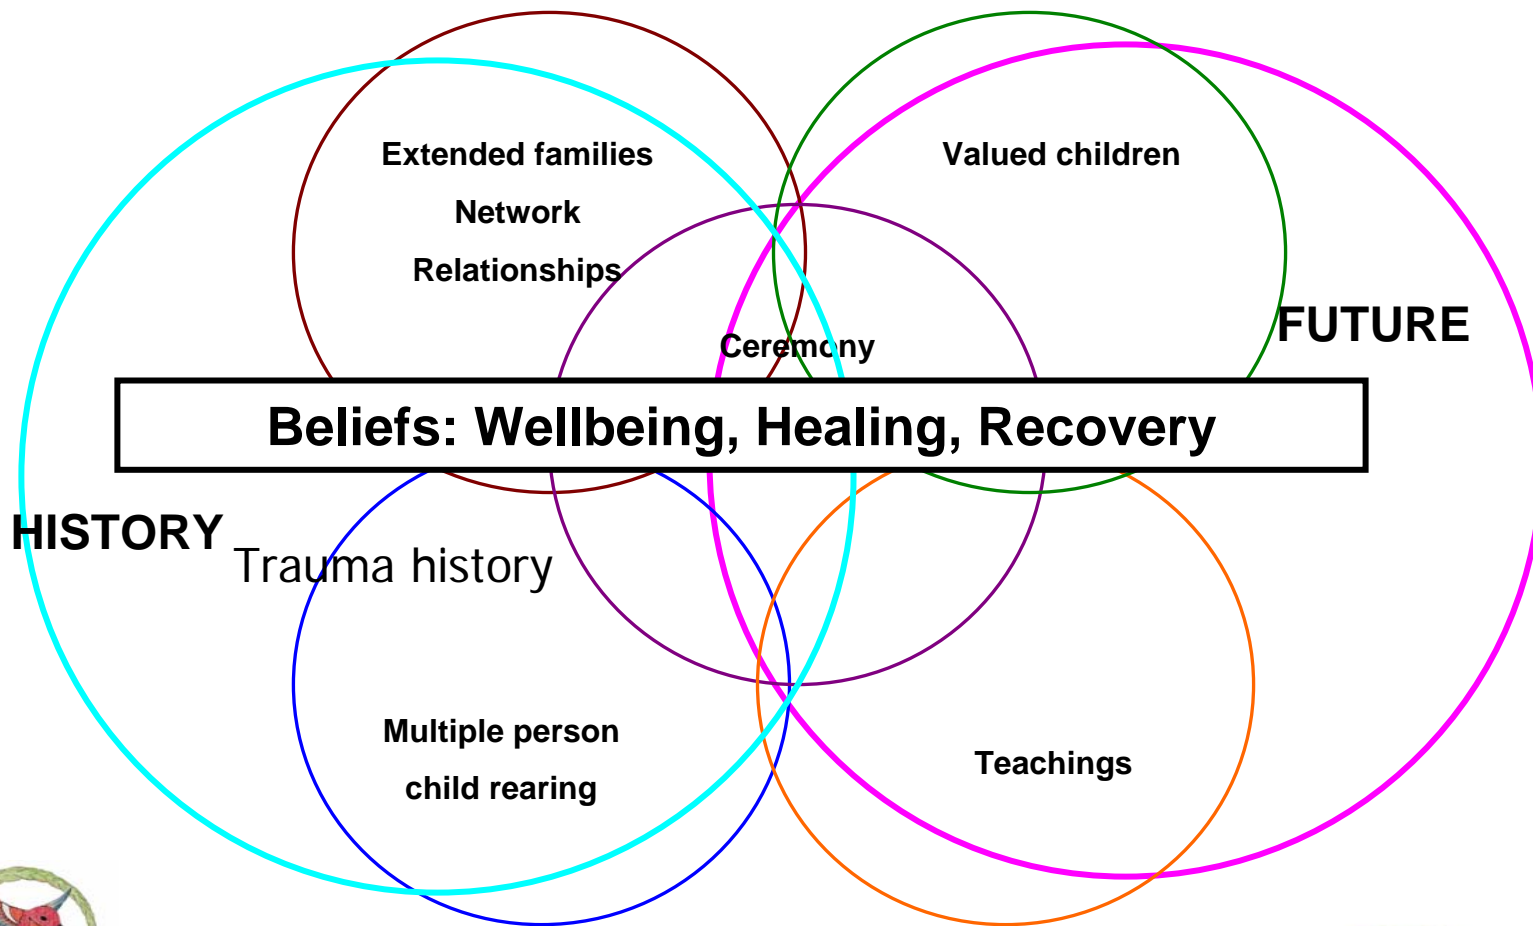 Extended families
Network
Relationships
Valued children
Ceremony
FUTURE
Beliefs: Wellbeing, Healing, Recovery
HISTORY
Trauma history
Multiple person
child rearing
Teachings